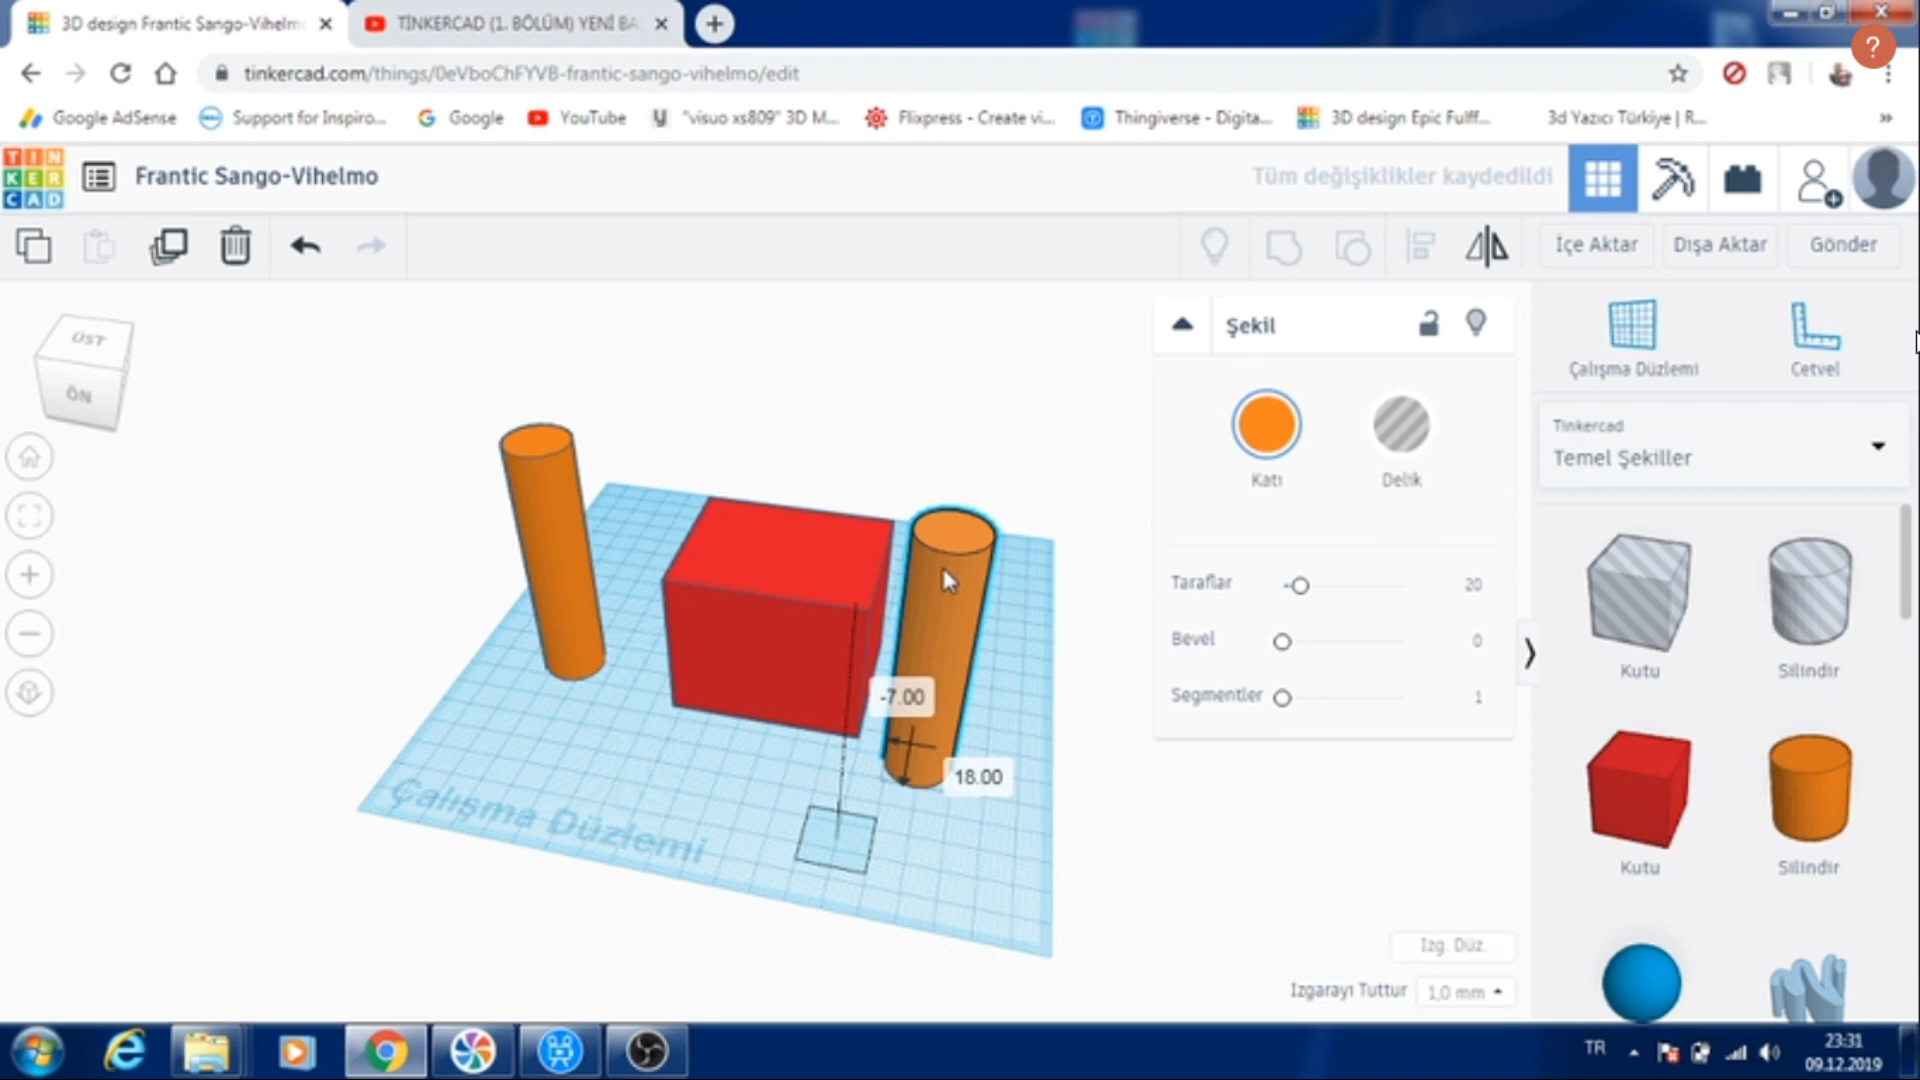 3D design Frantic Sango-Vihelm
TİNKERCAD (1. BÖLÜM) YENİ BA
?
tinkercad.com/things/0eVboChFYVB-frantic-sango-vihelmo/edit
Google AdSense
Support for Inspiro...
Google
YouTube
"visuo xs809" 3D M...
Flixpress - Create vi...
Thingiverse - Digita...
3D design Epic Fulff...
3d Yazıcı Türkiye | R...
»
TIN
KER
CAD
Frantic Sango-Vihelmo
Tüm değişiklikler kaydedildi
İçe Aktar
Dışa Aktar
Gönder
ÜST
ÖN
Şekil
Katı
Delik
Taraflar
20
Bevel
0
Segmentler
1
Çalışma Düzlemi
Cetvel
Tinkercad
Temel Şekiller
Kutu
Silindir
Kutu
Silindir
-7.00
18.00
Çalışma Düzlemi
Izg. Düz.
Izgarayı Tuttur
1,0 mm
TR
23:31
09.12.2019